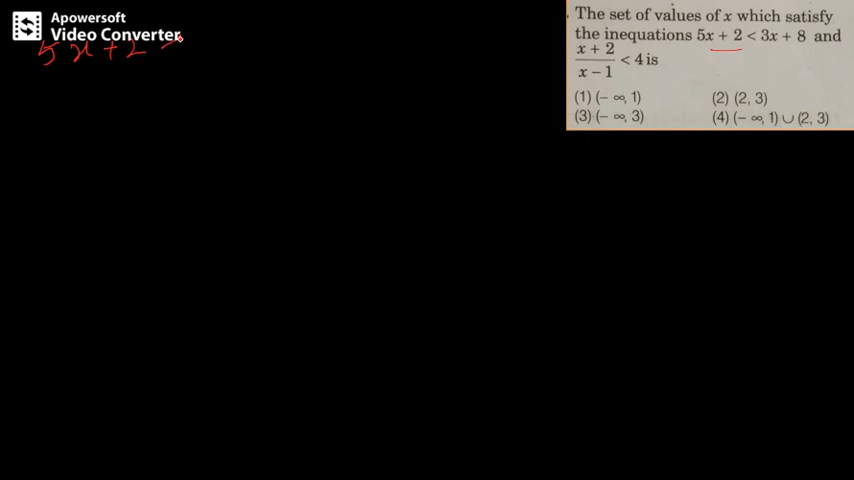 Apowersoft
Video Converter
5x + 2
. The set of values of x which satisfy
the inequations 5x + 2 < 3x + 8 and
x + 2
—— < 4 is
x − 1
(1) (− ∞, 1) (2) (2, 3)
(3) (− ∞, 3) (4) (− ∞, 1) ∪ (2, 3)